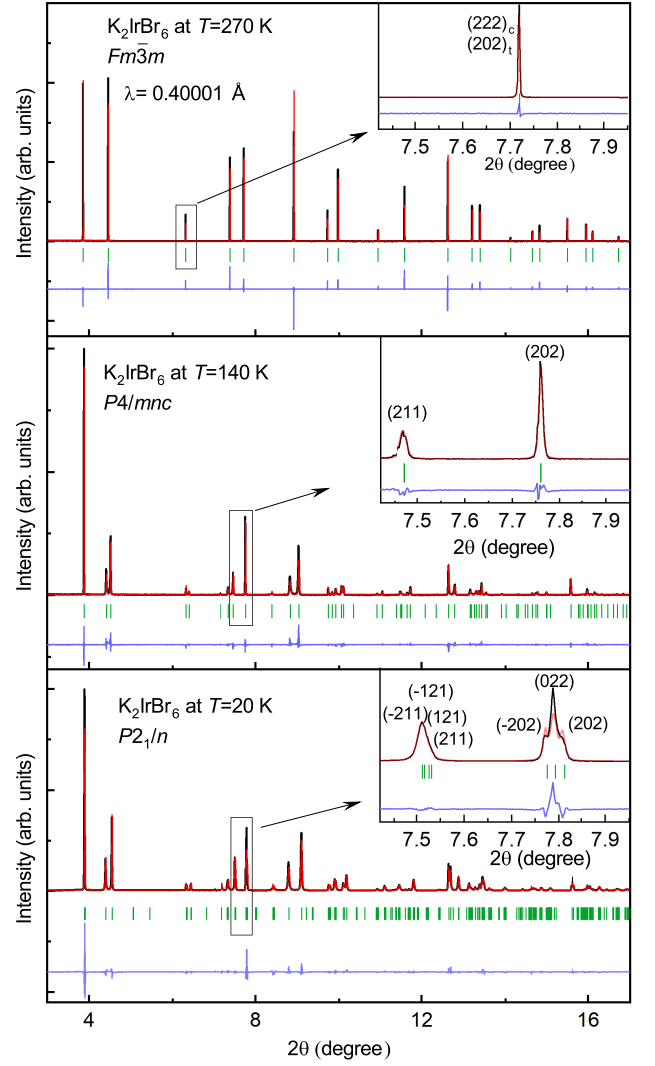 K₂IrBr₆ at T=270 K
Fm3̅m
λ= 0.40001 Å
Intensity (arb. units)
(222)c
(202)t
7.5 7.6 7.7 7.8 7.9
2θ (degree)
K₂IrBr₆ at T=140 K
P4/mnc
Intensity (arb. units)
(211)
(202)
7.5 7.6 7.7 7.8 7.9
2θ (degree)
K₂IrBr₆ at T=20 K
P2₁/n
Intensity (arb. units)
(-121)
(-211)
(121)
(211)
(022)
(-202)
(202)
7.5 7.6 7.7 7.8 7.9
2θ (degree)
4 8 12 16
2θ (degree)